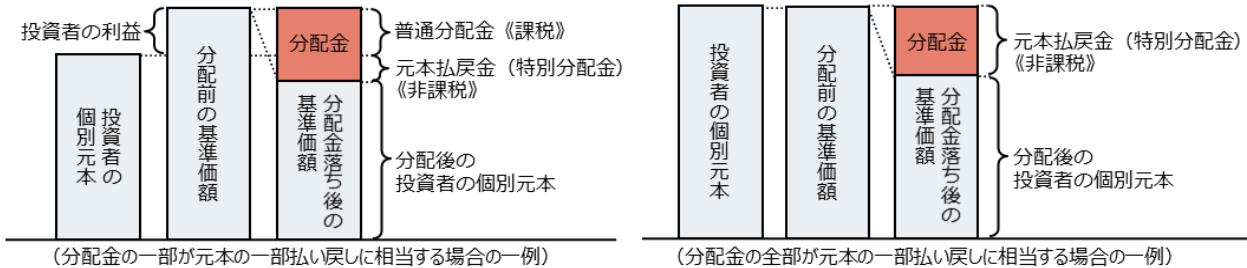 投資者の利益
投資者の
個別元本
分配前の基準価額
分配金
分配金落ち後の
基準価額
普通分配金《課税》
元本払戻金（特別分配金）
《非課税》
分配後の
投資者の個別元本
（分配金の一部が元本の一部払い戻しに相当する場合の一例）
投資者の個別元本
分配前の基準価額
分配金
分配金落ち後の
基準価額
元本払戻金（特別分配金）
《非課税》
分配後の
投資者の個別元本
（分配金の全部が元本の一部払い戻しに相当する場合の一例）